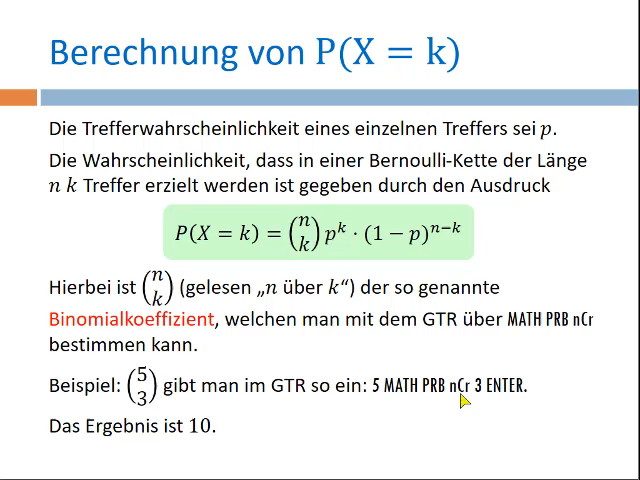 Berechnung von P(X = k)
Die Trefferwahrscheinlichkeit eines einzelnen Treffers sei p.
Die Wahrscheinlichkeit, dass in einer Bernoulli-Kette der Länge
n k Treffer erzielt werden ist gegeben durch den Ausdruck
P(X = k) = (n k) p^k · (1 − p)^{n−k}
Hierbei ist (n k) (gelesen „n über k“) der so genannte
Binomialkoeffizient, welchen man mit dem GTR über MATH PRB nCr
bestimmen kann.
Beispiel: (5 3) gibt man im GTR so ein: 5 MATH PRB nCr 3 ENTER.
Das Ergebnis ist 10.